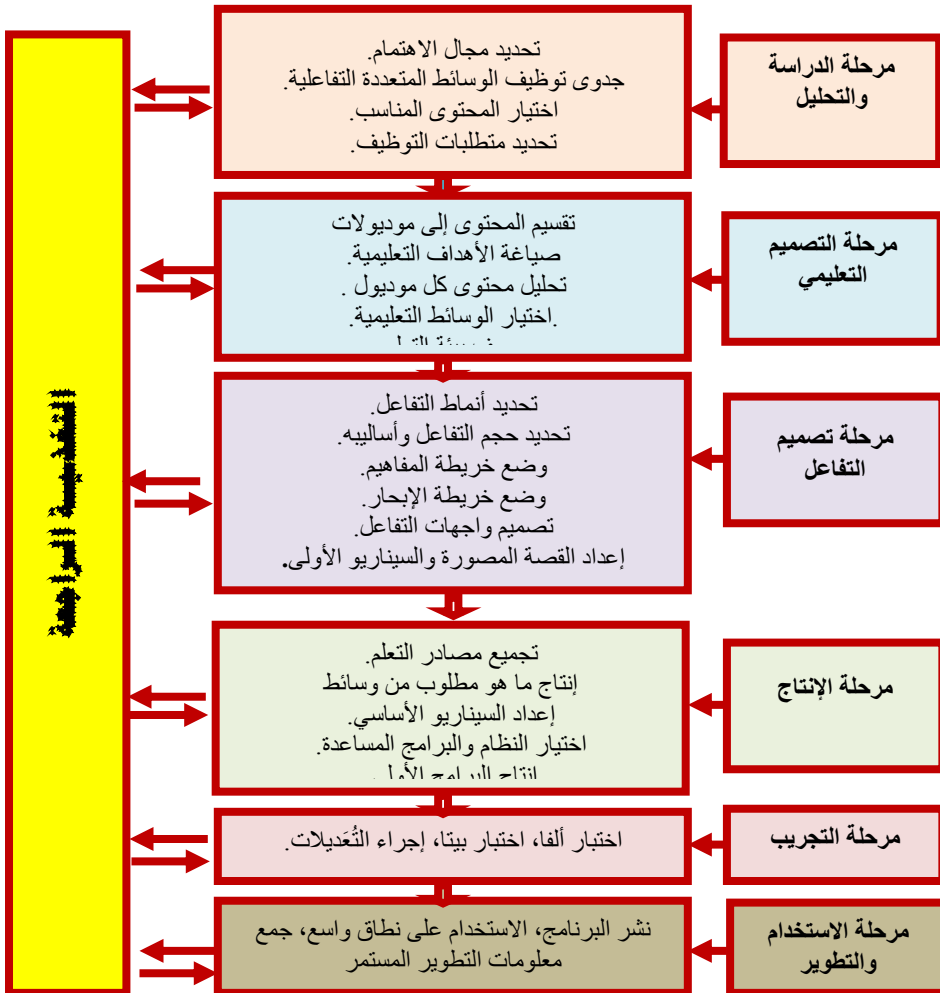 مرحلة الدراسة
والتحليل
تحديد مجال الاهتمام.
جدوى توظيف الوسائط المتعددة التفاعلية.
اختيار المحتوى المناسب.
تحديد متطلبات التوظيف.
مرحلة التصميم
التعليمي
تقسيم المحتوى إلى موديولات
صياغة الأهداف التعليمية.
تحليل محتوى كل موديول .
.اختيار الوسائط التعليمية.
مرحلة تصميم
التفاعل
تحديد أنماط التفاعل.
تحديد حجم التفاعل وأساليبه.
وضع خريطة المفاهيم.
وضع خريطة الإبحار.
تصميم واجهات التفاعل.
إعداد القصة المصورة والسيناريو الأولى.
مرحلة الإنتاج
تجميع مصادر التعلم.
إنتاج ما هو مطلوب من وسائط
إعداد السيناريو الأساسي.
اختيار النظام والبرامج المساعدة.
إنتاج البرامج الأولى
مرحلة التجريب
اختبار ألفا، اختبار بيتا، إجراء التُعَديلات.
مرحلة الاستخدام
والتطوير
نشر البرنامج، الاستخدام على نطاق واسع، جمع
معلومات التطوير المستمر
التغذية الراجعة